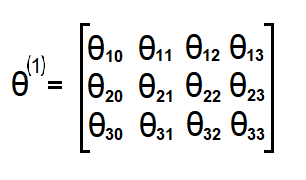 θ₁₀ θ₁₁ θ₁₂ θ₁₃
θ⁽¹⁾ = θ₂₀ θ₂₁ θ₂₂ θ₂₃
θ₃₀ θ₃₁ θ₃₂ θ₃₃